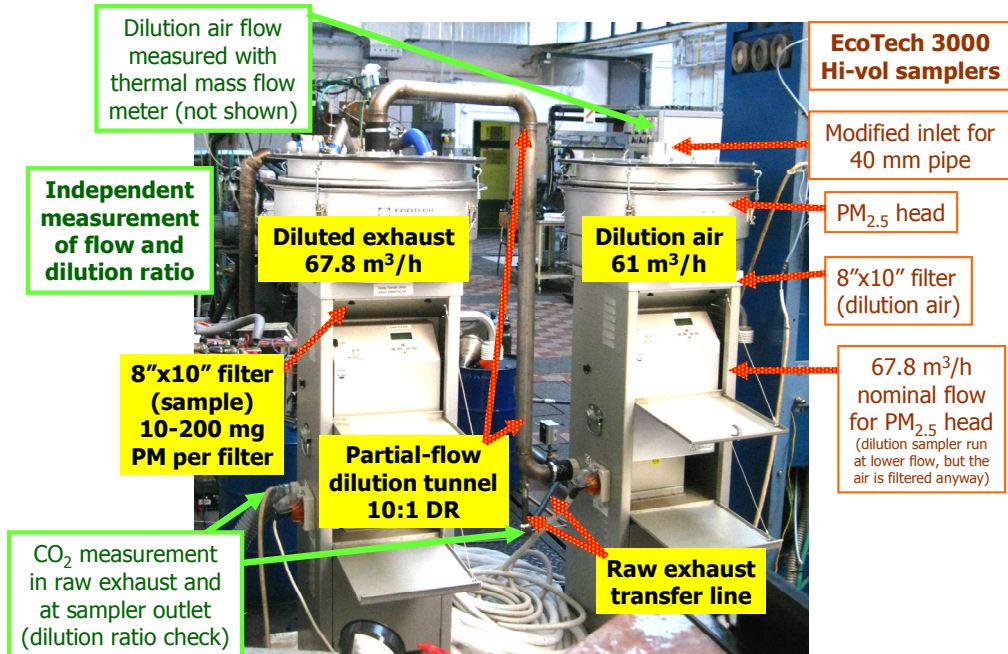 Dilution air flow
measured with
thermal mass flow
meter (not shown)
EcoTech 3000
Hi-vol samplers
Modified inlet for
40 mm pipe
Independent
measurement
of flow and
dilution ratio
PM2.5 head
ECOTECH
Diluted exhaust
67.8 m³/h
Dilution air
61 m³/h
8"x10" filter
(dilution air)
8"x10" filter
(sample)
10-200 mg
PM per filter
67.8 m³/h
nominal flow
for PM2.5 head
(dilution sampler run
at lower flow, but the
air is filtered anyway)
Partial-flow
dilution tunnel
10:1 DR
CO2 measurement
in raw exhaust and
at sampler outlet
(dilution ratio check)
Raw exhaust
transfer line